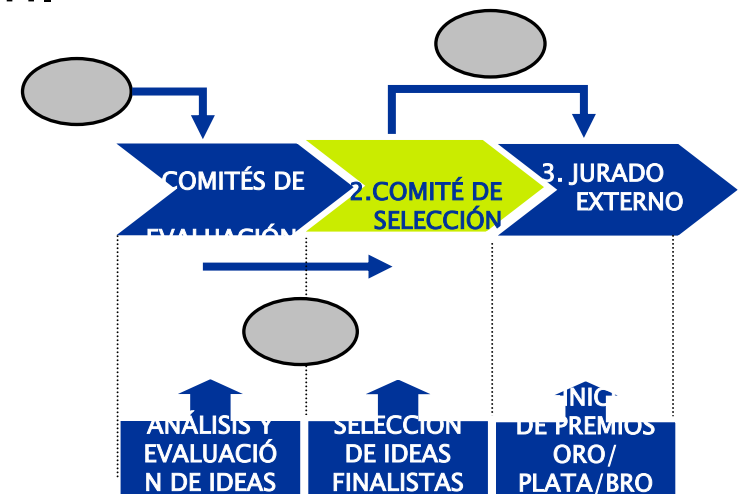 COMITÉS DE
EVALUACIÓN
2.COMITÉ DE
SELECCIÓN
3. JURADO
EXTERNO
ANÁLISIS Y
EVALUACIÓ
N DE IDEAS
SELECCIÓN
DE IDEAS
FINALISTAS
DE PREMIOS
ORO/
PLATA/BRO